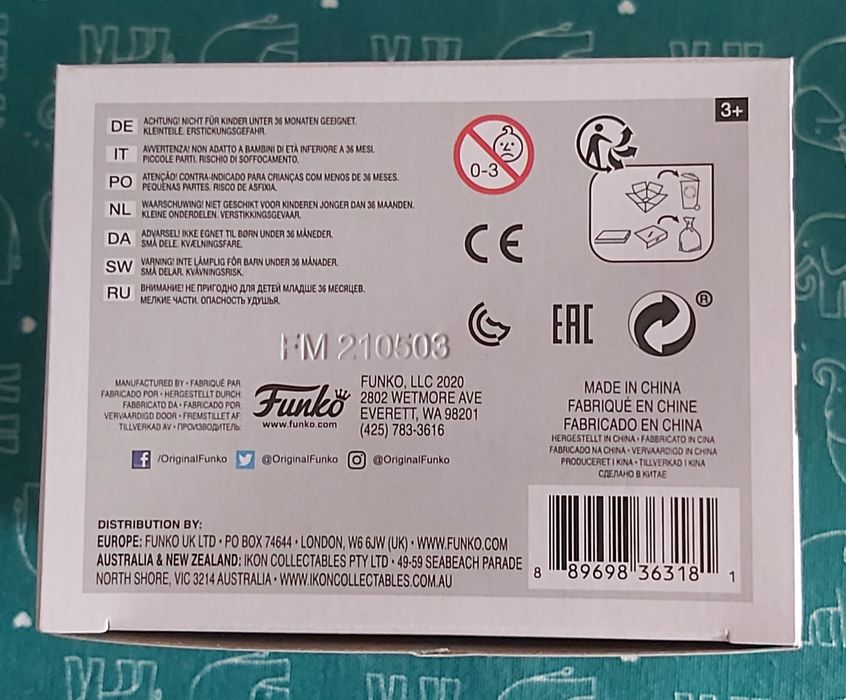 3+
DE ACHTUNG! NICHT FÜR KINDER UNTER 36 MONATEN GEEIGNET.
KLEINTEILE. ERSTICKUNGSGEFAHR.
IT AVVERTENZA! NON ADATTO A BAMBINI DI ETÀ INFERIORE A 36 MESI.
PICCOLE PARTI. RISCHIO DI SOFFOCAMENTO.
PO ATENÇÃO! CONTRA-INDICADO PARA CRIANÇAS COM MENOS DE 36 MESES.
PEQUENAS PARTES. RISCO DE ASFIXIA.
NL WAARSCHUWING! NIET GESCHIKT VOOR KINDEREN JONGER DAN 36 MAANDEN.
KLEINE ONDERDELEN. VERSTIKKINGSGEVAAR.
DA ADVARSEL! IKKE EGNET TIL BØRN UNDER 36 MÅNEDER.
SMÅ DELE. KVÆLNINGSFARE.
SW VARNING! INTE LÄMPLIG FÖR BARN UNDER 36 MÅNADER.
SMÅ DELAR. KVÄVNINGSRISK.
RU ВНИМАНИЕ! НЕ ПРИГОДНО ДЛЯ ДЕТЕЙ МЛАДШЕ 36 МЕСЯЦЕВ.
МЕЛКИЕ ЧАСТИ. ОПАСНОСТЬ УДУШЬЯ.
0-3
CE
EAC
®
FM 210503
MANUFACTURED BY • FABRIQUÉ PAR
FABRICADO POR • HERGESTELLT DURCH
FABBRICATO DA • FABRICADO POR
VERVAARDIGD DOOR • FREMSTILLET AF
TILLVERKAD AV • ПРОИЗВОДИТЕЛЬ:
Funko
www.funko.com
FUNKO, LLC 2020
2802 WETMORE AVE
EVERETT, WA 98201
(425) 783-3616
/OriginalFunko @OriginalFunko @OriginalFunko
MADE IN CHINA
FABRIQUÉ EN CHINE
FABRICADO EN CHINA
HERGESTELLT IN CHINA • FABBRICATO IN CINA
FABRICADO NA CHINA • VERVAARDIGD IN CHINA
PRODUCERET I KINA • TILLVERKAD I KINA
СДЕЛАНО В КИТАЕ
DISTRIBUTION BY:
EUROPE: FUNKO UK LTD • PO BOX 74644 • LONDON, W6 6JW (UK) • WWW.FUNKO.COM
AUSTRALIA & NEW ZEALAND: IKON COLLECTABLES PTY LTD • 49-59 SEABEACH PARADE
NORTH SHORE, VIC 3214 AUSTRALIA • WWW.IKONCOLLECTABLES.COM.AU
8 89698 36318 1